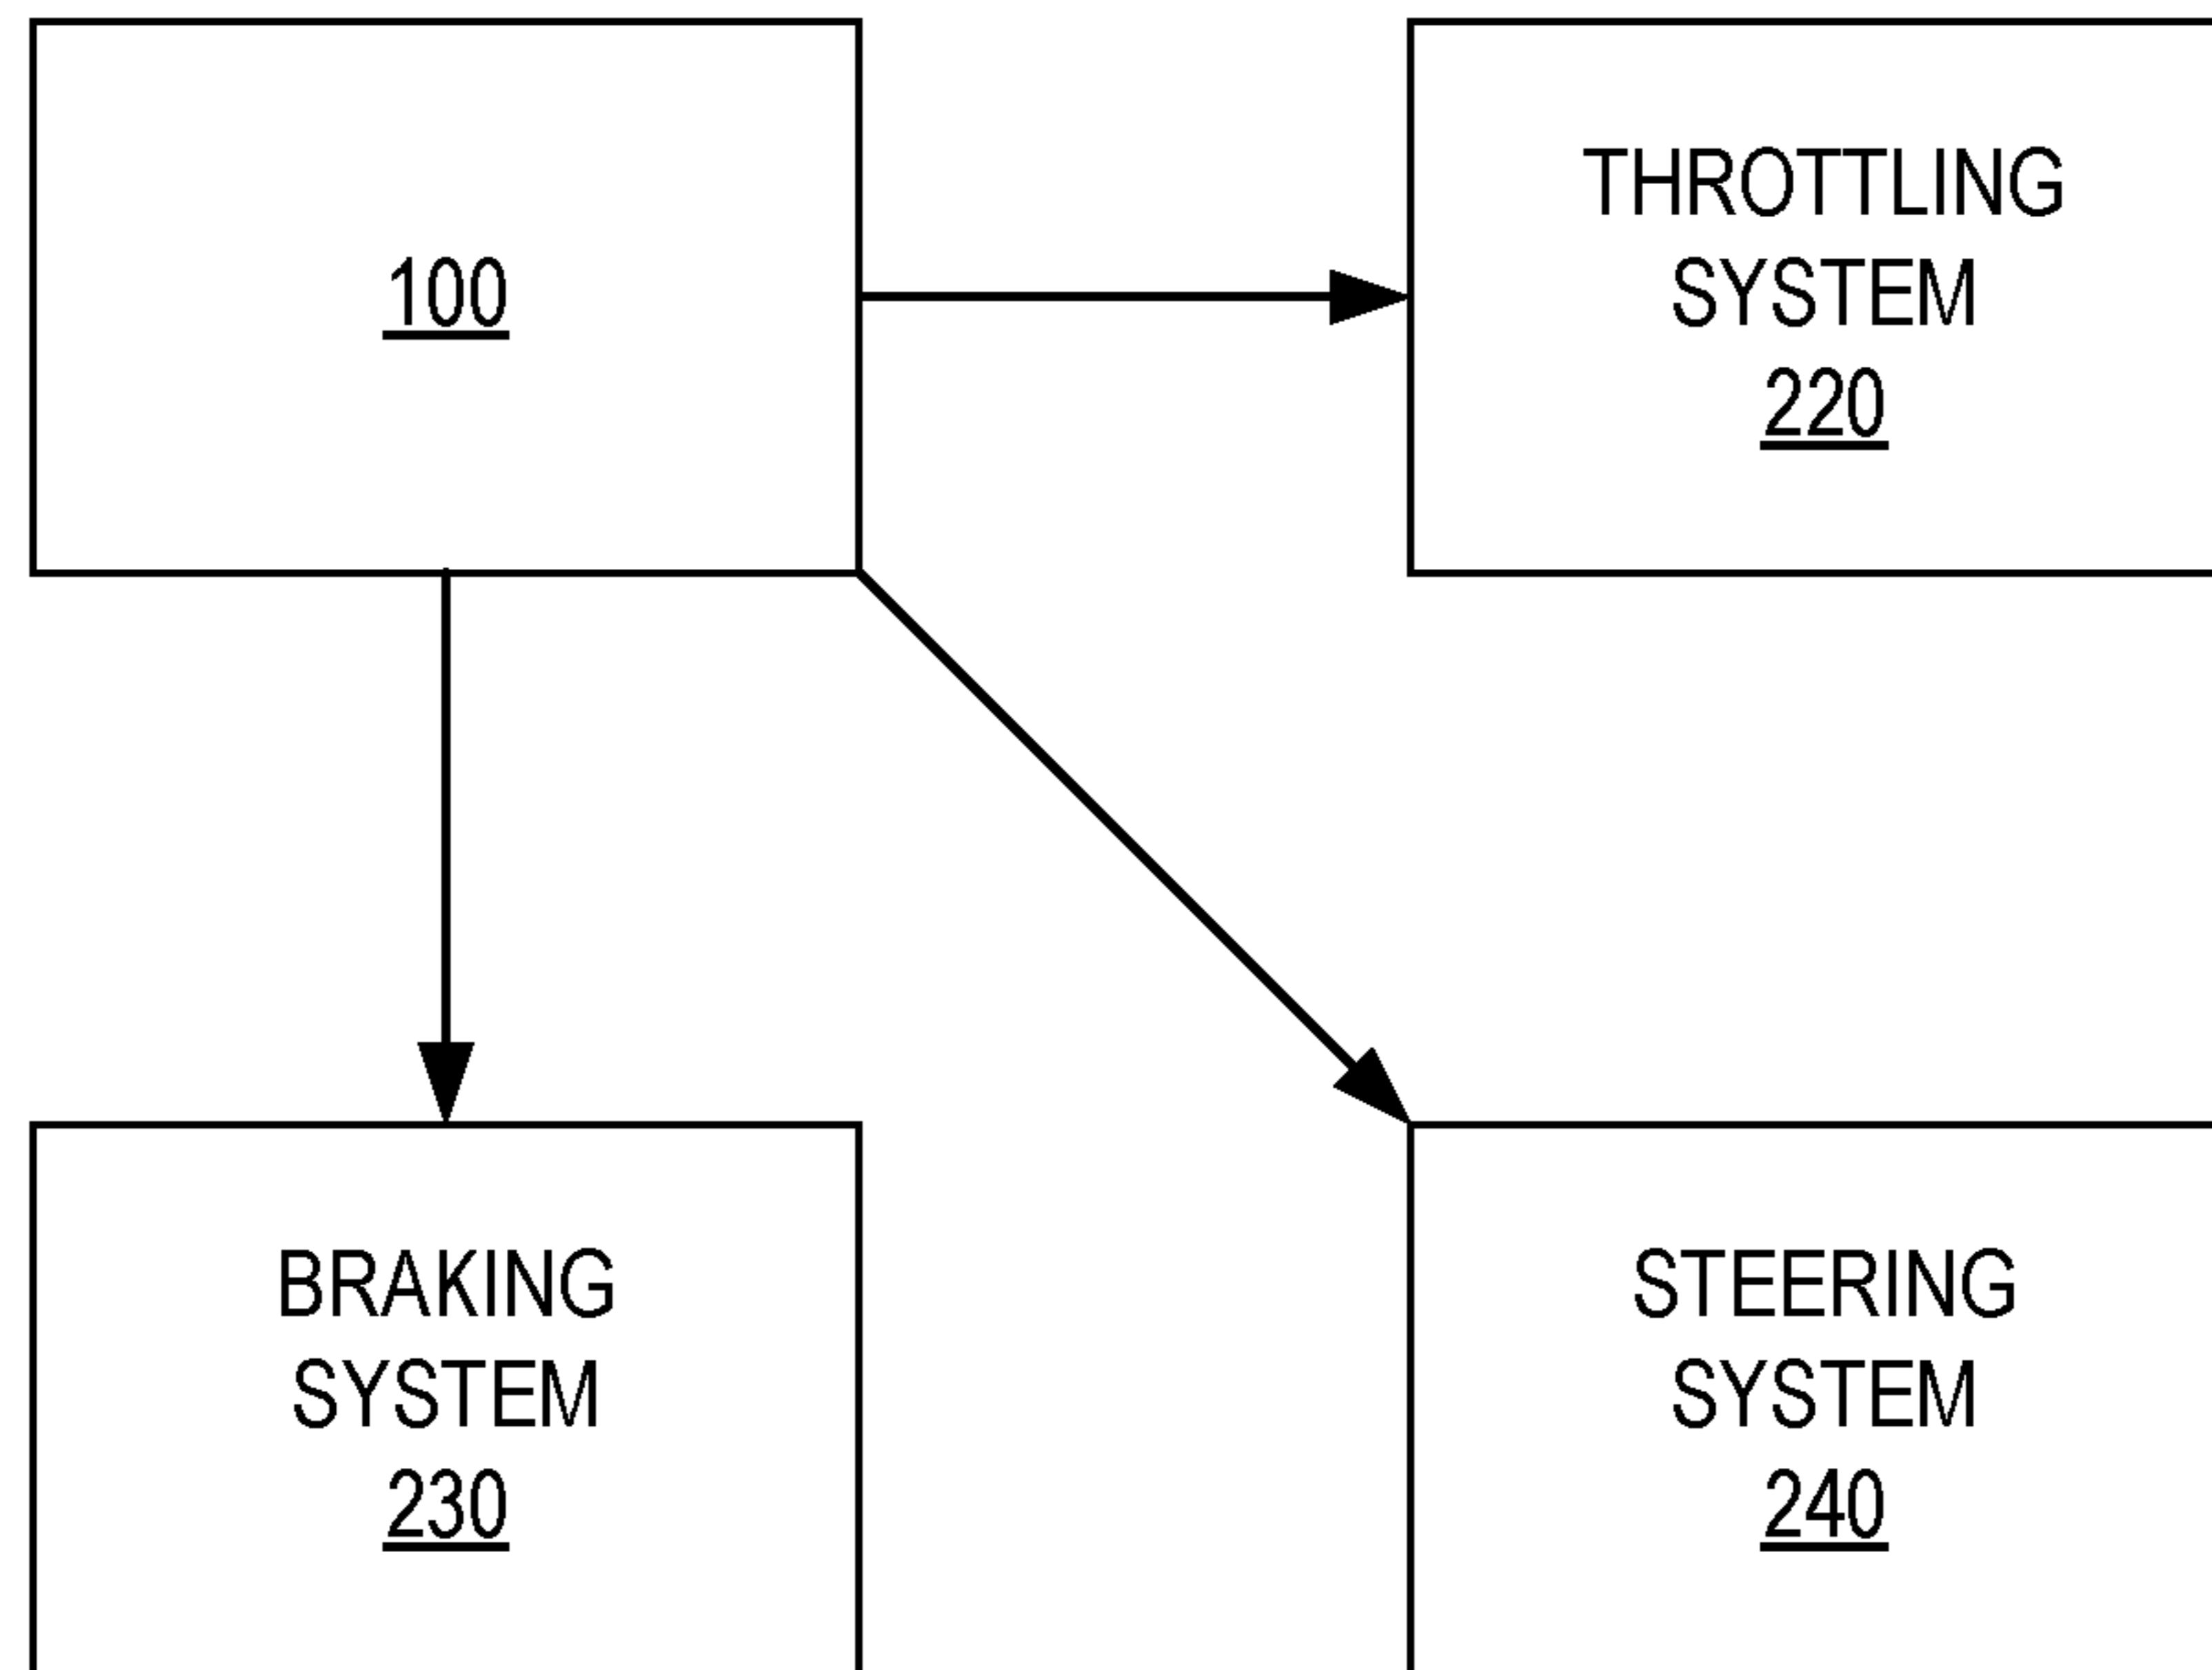 100
THROTTLING
SYSTEM
220
BRAKING
SYSTEM
230
STEERING
SYSTEM
240